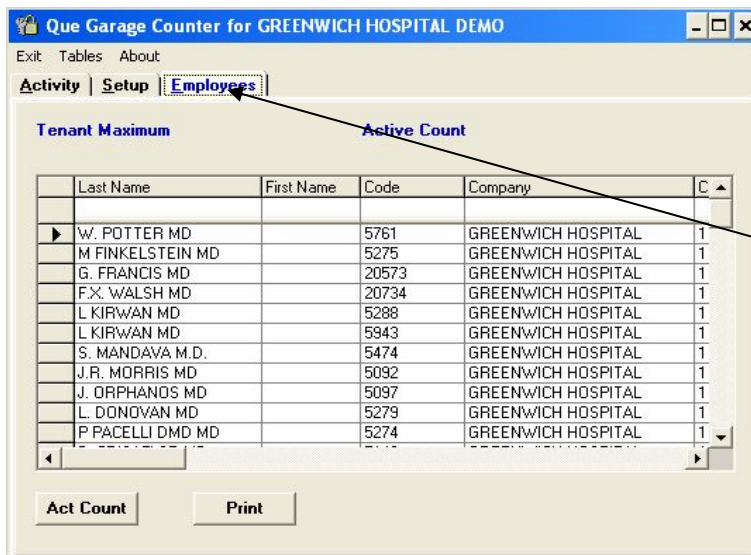 Que Garage Counter for GREENWICH HOSPITAL DEMO
Exit Tables About
Activity Setup Employees
Tenant Maximum Active Count
Last Name First Name Code Company C
W. POTTER MD 5761 GREENWICH HOSPITAL 1
M FINKELSTEIN MD 5275 GREENWICH HOSPITAL 1
G. FRANCIS MD 20573 GREENWICH HOSPITAL 1
F.X. WALSH MD 20734 GREENWICH HOSPITAL 1
L KIRWAN MD 5288 GREENWICH HOSPITAL 1
L KIRWAN MD 5943 GREENWICH HOSPITAL 1
S. MANDAVA M.D. 5474 GREENWICH HOSPITAL 1
J.R. MORRIS MD 5092 GREENWICH HOSPITAL 1
J. ORPHANOS MD 5097 GREENWICH HOSPITAL 1
L. DONOVAN MD 5279 GREENWICH HOSPITAL 1
P PACELLI DMD MD 5274 GREENWICH HOSPITAL 1
Act Count Print